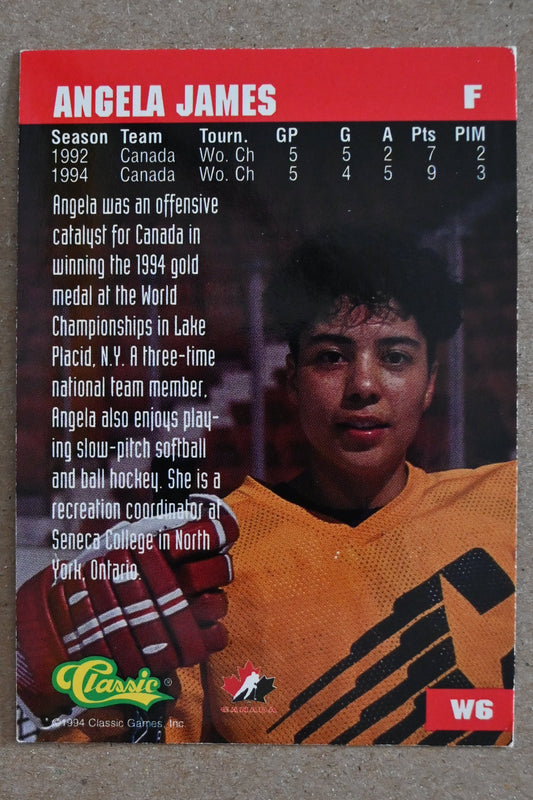 ANGELA JAMES F
Season Team Tourn. GP G A Pts PIM
1992 Canada Wo. Ch 5 5 2 7 2
1994 Canada Wo. Ch 5 4 5 9 3
Angela was an offensive
catalyst for Canada in
winning the 1994 gold
medal at the World
Championships in Lake
Placid, N.Y. A three-time
national team member,
Angela also enjoys play-
ing slow-pitch softball
and ball hockey. She is a
recreation coordinator at
Seneca College in North
York, Ontario.
Classic®
©1994 Classic Games, Inc.
CANADA
W6